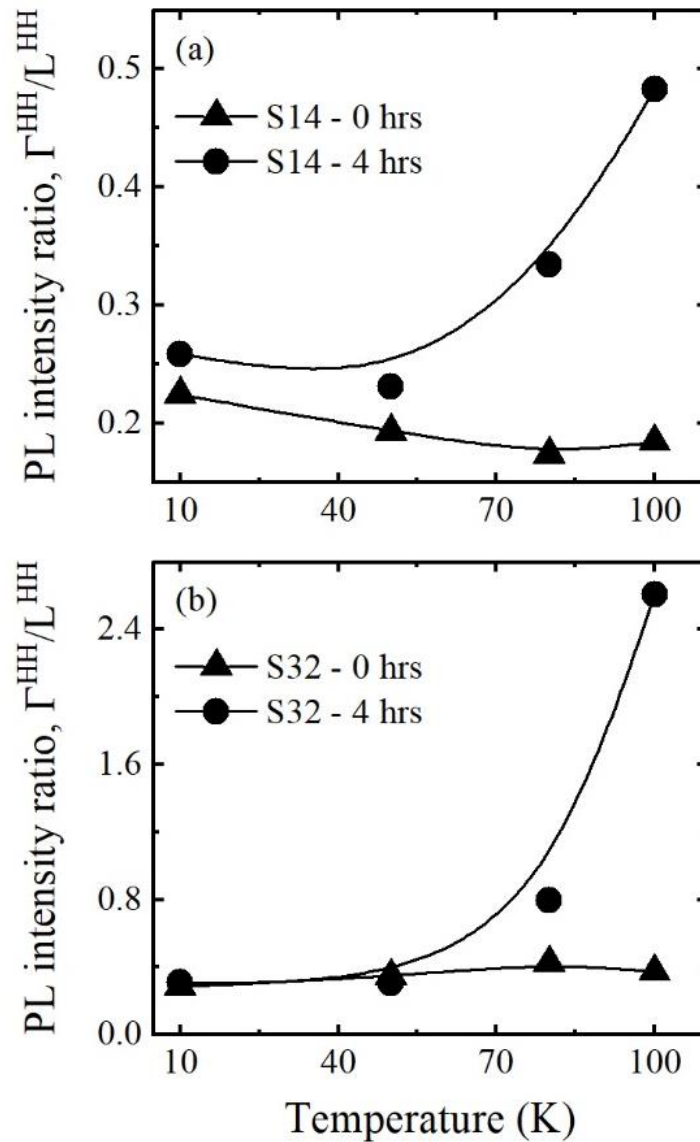 (a)
S14 - 0 hrs
S14 - 4 hrs
PL intensity ratio, Γ^HH/L^HH
0.5
0.4
0.3
0.2
10 40 70 100
(b)
S32 - 0 hrs
S32 - 4 hrs
PL intensity ratio, Γ^HH/L^HH
2.4
1.6
0.8
0.0
10 40 70 100
Temperature (K)